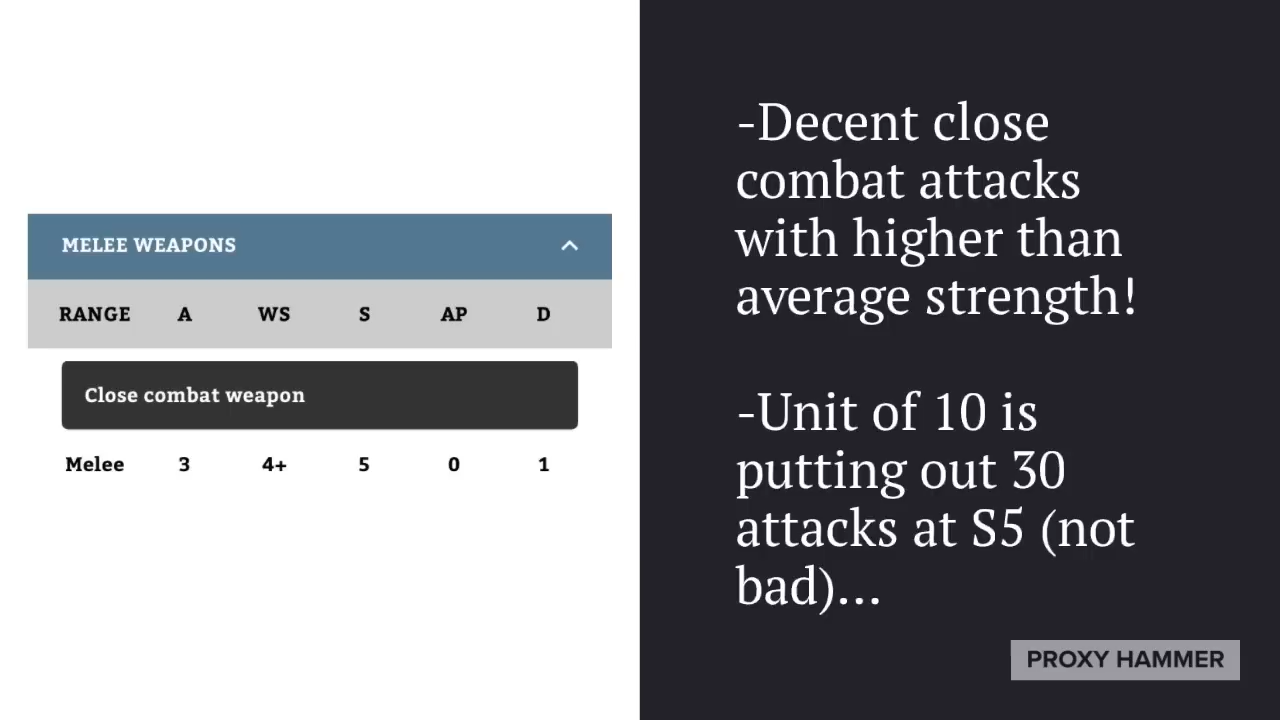 MELEE WEAPONS
RANGE A WS S AP D
Close combat weapon
Melee 3 4+ 5 0 1
-Decent close
combat attacks
with higher than
average strength!
-Unit of 10 is
putting out 30
attacks at S5 (not
bad)...
PROXY HAMMER